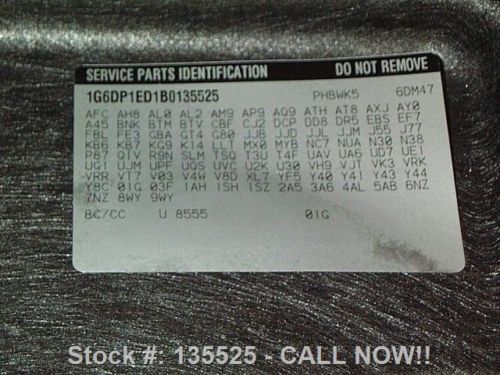 SERVICE PARTS IDENTIFICATION DO NOT REMOVE
1G6DP1ED1B0135525 PHBWK5 6DM47
AFC AH8 AL0 AL2 AM9 AP9 AQ9 ATH AT8 AXJ AY0
A45 BNK BTM BTV CBF CJ2 DCP DD8 DR5 EBS EF7
FBL FE3 GBA GT4 G80 JJB JJD JJL JJM J55 J77
KB6 KB7 KG9 K14 LLT MX0 MYB NC7 NUA N30 N38
P87 QIV R9N SLM TSQ T3U T4F UAV UA6 UD7 UE1
UG1 UJM UPF UQS UVC U2K U30 VH9 VJT VK3 VRK
VRR VT7 V03 V4W V8D XL7 YF5 Y40 Y41 Y43 Y44
Y8C 01G 03F 1AH 1SH 1SZ 2A5 3A6 4AL 5AB 6NZ
7NZ 8WY 9WY
BC/CC U 8555 01G
Stock #: 135525 - CALL NOW!!